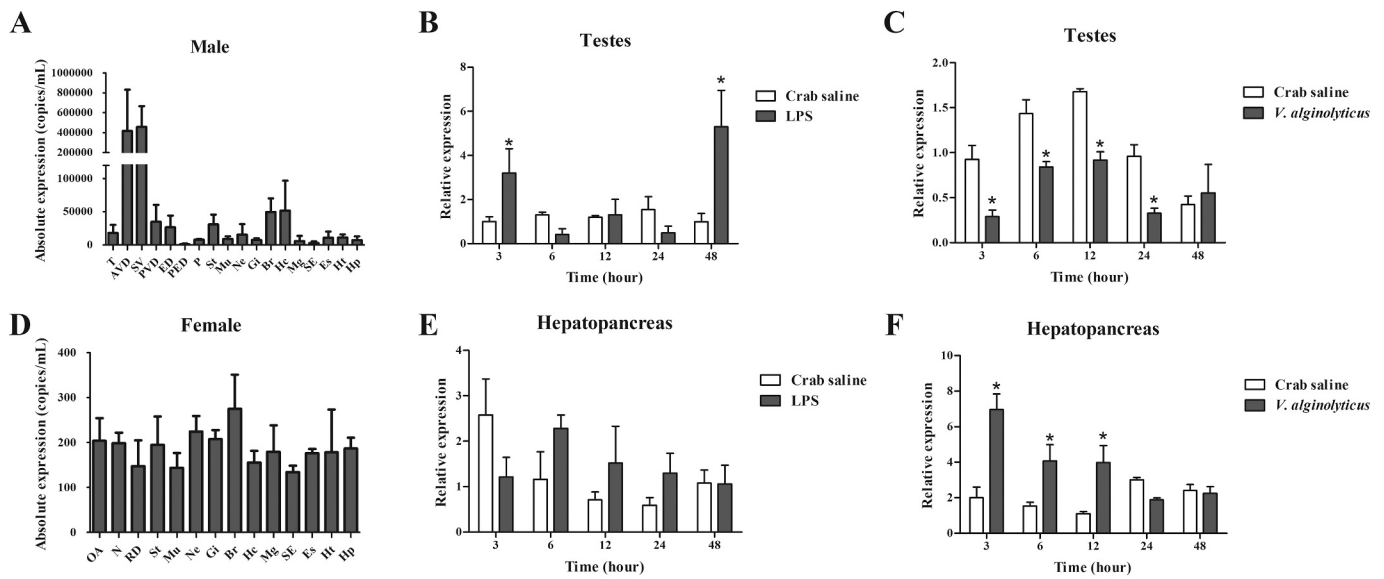 A
Male
Absolute expression (copies/mL)
1000000
800000
600000
400000
200000
100000
50000
0
T AVD SV PVD ED PED P St Mu Ne Gi Br Hc Mg SE Es Ht Hp
B
Testes
Relative expression
8
6
4
2
0
* *
3 6 12 24 48
Time (hour)
Crab saline
LPS
C
Testes
Relative expression
2.0
1.5
1.0
0.5
0.0
* * * *
3 6 12 24 48
Time (hour)
Crab saline
V. alginolyticus
D
Female
Absolute expression (copies/mL)
400
300
200
100
0
OA N RD St Mu Ne Gi Br Hc Mg SE Es Ht Hp
E
Hepatopancreas
Relative expression
4
3
2
1
0
3 6 12 24 48
Time (hour)
Crab saline
LPS
F
Hepatopancreas
Relative expression
10
8
6
4
2
0
* * *
3 6 12 24 48
Time (hour)
Crab saline
V. alginolyticus